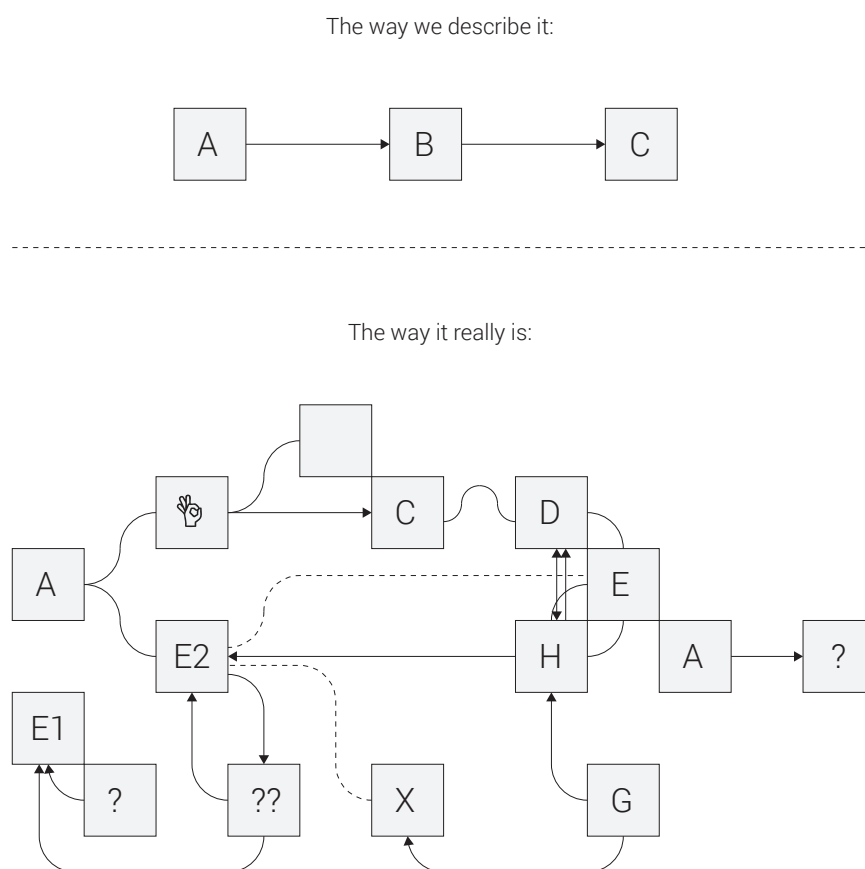 The way we describe it:
A B C
The way it really is:
C D
A E
E2 H A ?
E1
? ?? X G